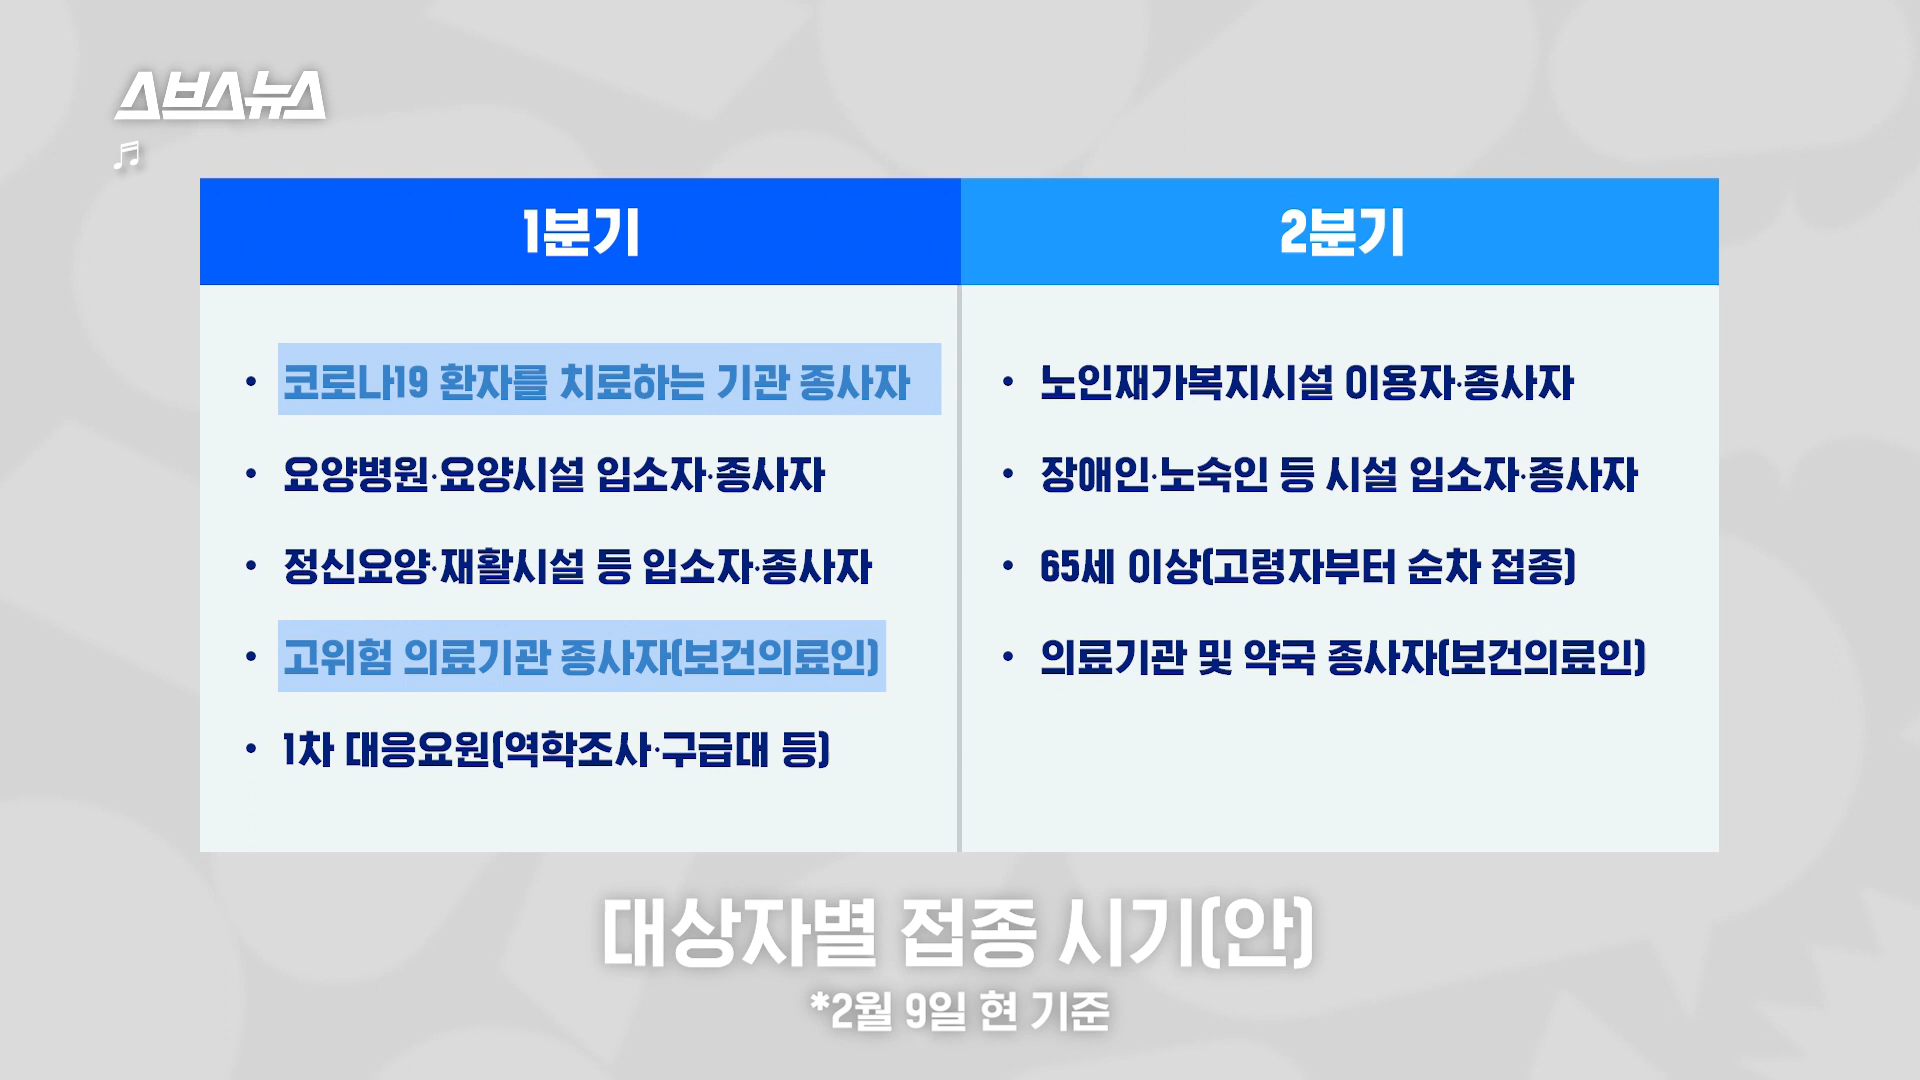 스브스뉴스
1분기
2분기
• 코로나19 환자를 치료하는 기관 종사자
• 요양병원·요양시설 입소자·종사자
• 정신요양·재활시설 등 입소자·종사자
• 고위험 의료기관 종사자(보건의료인)
• 1차 대응요원(역학조사·구급대 등)
• 노인재가복지시설 이용자·종사자
• 장애인·노숙인 등 시설 입소자·종사자
• 65세 이상(고령자부터 순차 접종)
• 의료기관 및 약국 종사자(보건의료인)
대상자별 접종 시기(안)
*2월 9일 현 기준